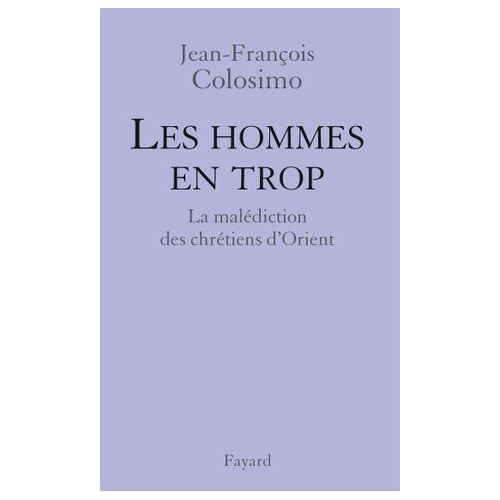 Jean-François
Colosimo
LES HOMMES
EN TROP
La malédiction
des chrétiens d'Orient
Fayard